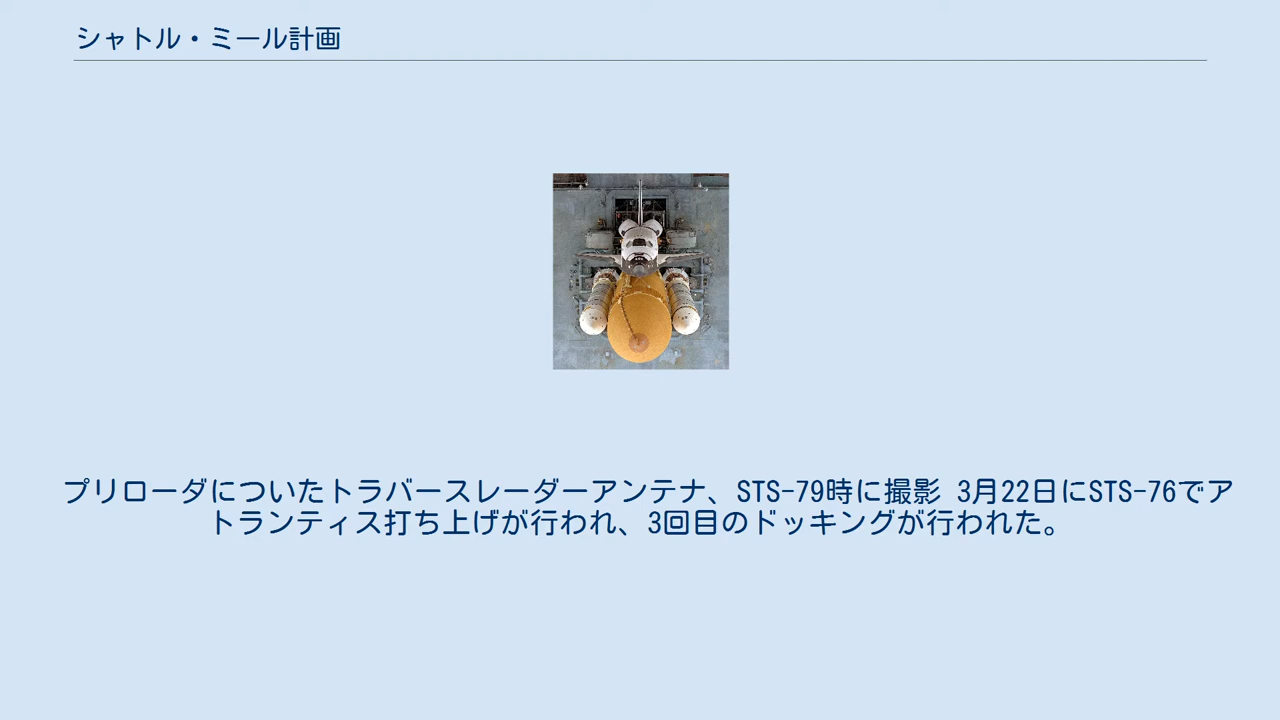 シャトル・ミール計画
プリローダについたトラバースレーダーアンテナ、STS-79時に撮影 3月22日にSTS-76でア
トランティス打ち上げが行われ、3回目のドッキングが行われた。